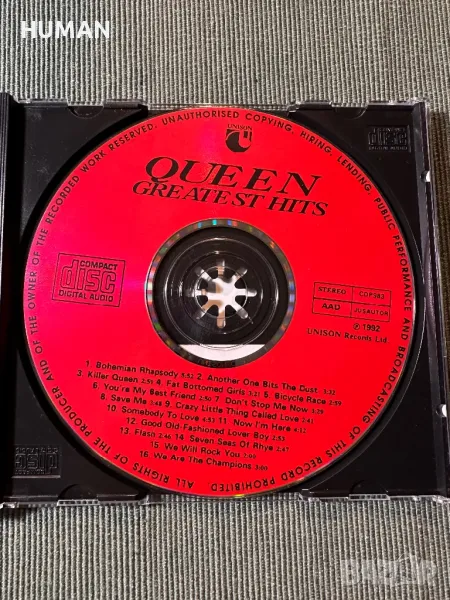 HUMAN
ALL RIGHTS OF THE PRODUCER AND OF THE OWNER OF THE RECORDED WORK RESERVED. UNAUTHORISED COPYING, HIRING, LENDING, PUBLIC PERFORMANCE AND BROADCASTING OF THIS RECORD PROHIBITED
UNISON
QUEEN
GREATEST HITS
COMPACT
disc
DIGITAL AUDIO
STEREO CDP583
AAD JUSAUTOR
℗ 1992
UNISON Records Ltd.
1 Bohemian Rhapsody 5:52 2. Another One Bits The Dust 3:32
3. Killer Queen 2:59 4. Fat Bottomed Girls 3:21 5. Bicycle Race 2:59
6. You're My Best Friend 2:50 7. Don't Stop Me Now 3:29
8. Save Me 3:48 9. Crazy Little Thing Called Love 2:41
10 Somebody To Love 4:53 11 Now I'm Here 4:12
12 Good Old-Fashioned Lover Boy 2:53
13. Flash 2:46 14 Seven Seas Of Rhye 2:47
15 We Will Rock You 2:00
16 We Are The Champions 3:00
BAZAR